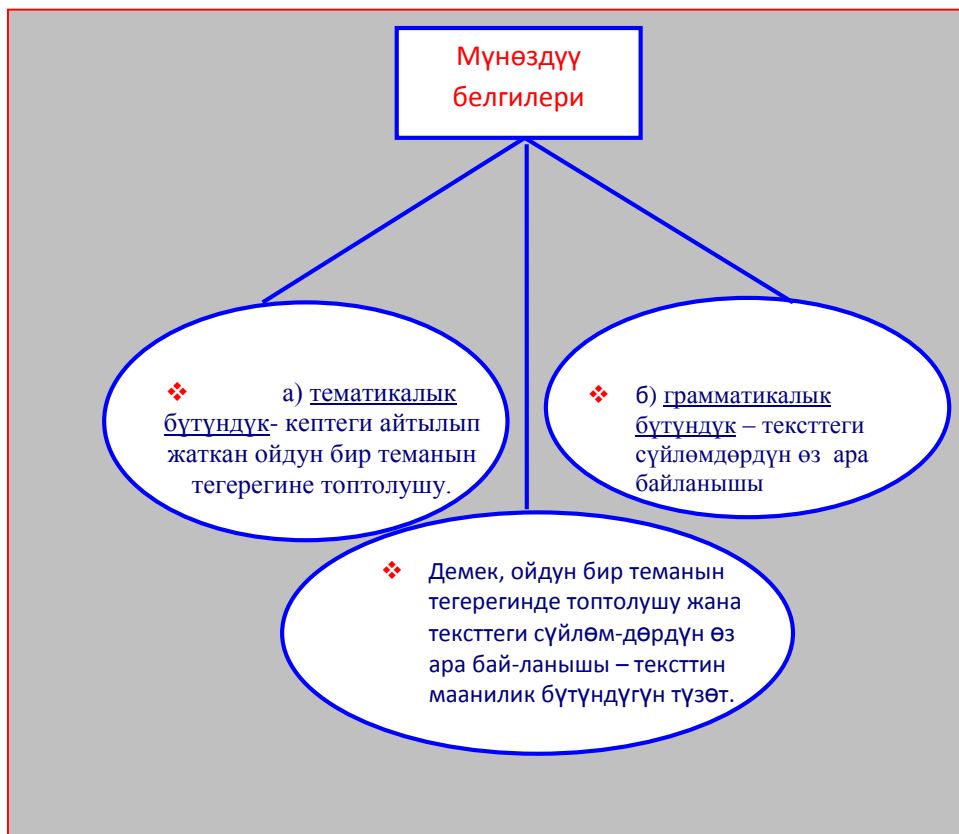 Мүнөздүү
белгилери
❖ а) тематикалык
бүтүндүк- кептеги айтылып
жаткан ойдун бир теманын
тегерегине топтолушу.
❖ б) грамматикалык
бүтүндүк – тексттеги
сүйлөмдөрдүн өз ара
байланышы
❖ Демек, ойдун бир теманын
тегерегинде топтолушу жана
тексттеги сүйлөм-дөрдүн өз
ара бай-ланышы – тексттин
маанилик бүтүндүгүн түзөт.